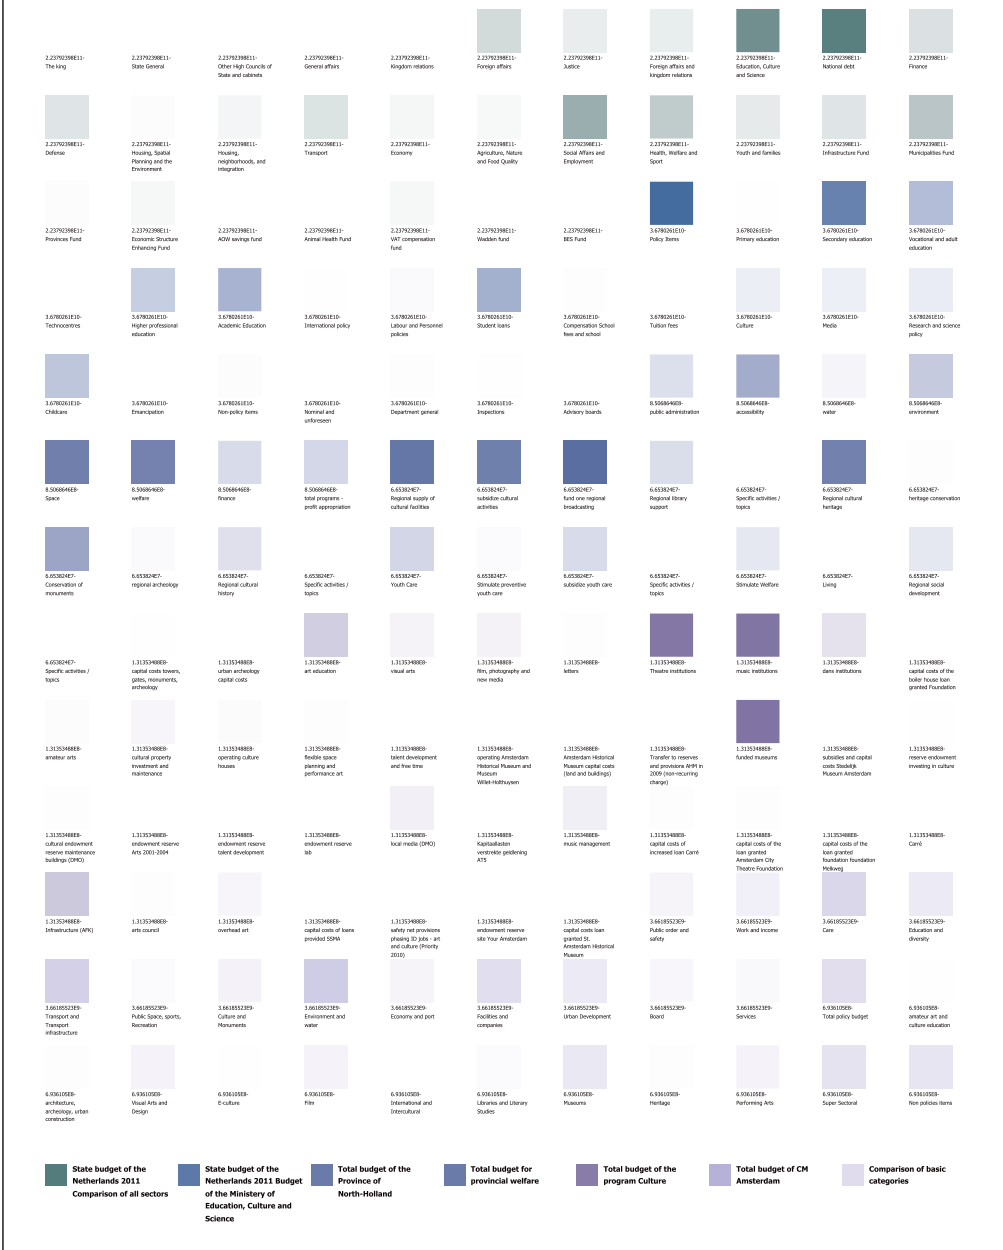 2.23792398E11-
The king
2.23792398E11-
State General
2.23792398E11-
Other High Councils of
State and cabinets
2.23792398E11-
General affairs
2.23792398E11-
Kingdom relations
2.23792398E11-
Foreign affairs
2.23792398E11-
Justice
2.23792398E11-
Foreign affairs and
kingdom relations
2.23792398E11-
Education, Culture
and Science
2.23792398E11-
National debt
2.23792398E11-
Finance
2.23792398E11-
Defense
2.23792398E11-
Housing, Spatial
Planning and the
Environment
2.23792398E11-
Housing,
neighborhoods, and
integration
2.23792398E11-
Transport
2.23792398E11-
Economy
2.23792398E11-
Agriculture, Nature
and Food Quality
2.23792398E11-
Social Affairs and
Employment
2.23792398E11-
Health, Welfare and
Sport
2.23792398E11-
Youth and families
2.23792398E11-
Infrastructure Fund
2.23792398E11-
Municipalities Fund
2.23792398E11-
Provinces Fund
2.23792398E11-
Economic Structure
Enhancing Fund
2.23792398E11-
AOW savings fund
2.23792398E11-
Animal Health Fund
2.23792398E11-
VAT compensation
fund
2.23792398E11-
Wadden fund
2.23792398E11-
BES Fund
3.6780261E10-
Policy Items
3.6780261E10-
Primary education
3.6780261E10-
Secondary education
3.6780261E10-
Vocational and adult
education
3.6780261E10-
Technocentres
3.6780261E10-
Higher professional
education
3.6780261E10-
Academic Education
3.6780261E10-
International policy
3.6780261E10-
Labour and Personnel
policies
3.6780261E10-
Student loans
3.6780261E10-
Compensation School
fees and school
3.6780261E10-
Tuition fees
3.6780261E10-
Culture
3.6780261E10-
Media
3.6780261E10-
Research and science
policy
3.6780261E10-
Childcare
3.6780261E10-
Emancipation
3.6780261E10-
Non-policy items
3.6780261E10-
Nominal and
unforeseen
3.6780261E10-
Department general
3.6780261E10-
Inspections
3.6780261E10-
Advisory boards
8.5068646E8-
public administration
8.5068646E8-
accessibility
8.5068646E8-
water
8.5068646E8-
environment
8.5068646E8-
Space
8.5068646E8-
welfare
8.5068646E8-
finance
8.5068646E8-
total programs -
profit appropriation
6.653824E7-
Regional supply of
cultural facilities
6.653824E7-
subsidize cultural
activities
6.653824E7-
fund one regional
broadcasting
6.653824E7-
Regional library
support
6.653824E7-
Specific activities /
topics
6.653824E7-
Regional cultural
heritage
6.653824E7-
heritage conservation
6.653824E7-
Conservation of
monuments
6.653824E7-
regional archeology
6.653824E7-
Regional cultural
history
6.653824E7-
Specific activities /
topics
6.653824E7-
Youth Care
6.653824E7-
Stimulate preventive
youth care
6.653824E7-
subsidize youth care
6.653824E7-
Specific activities /
topics
6.653824E7-
Stimulate Welfare
6.653824E7-
Living
6.653824E7-
Regional social
development
6.653824E7-
Specific activities /
topics
1.31353488E8-
capital costs towers,
gates, monuments,
archeology
1.31353488E8-
urban archeology
capital costs
1.31353488E8-
art education
1.31353488E8-
visual arts
1.31353488E8-
film, photography and
new media
1.31353488E8-
letters
1.31353488E8-
Theatre institutions
1.31353488E8-
music institutions
1.31353488E8-
dans institutions
1.31353488E8-
capital costs of the
boiler house loan
granted Foundation
1.31353488E8-
amateur arts
1.31353488E8-
cultural property
investment and
maintenance
1.31353488E8-
operating culture
houses
1.31353488E8-
flexible space
planning and
performance art
1.31353488E8-
talent development
and free time
1.31353488E8-
operating Amsterdam
Historical Museum and
Museum
Willet-Holthuysen
1.31353488E8-
Amsterdam Historical
Museum capital costs
(land and buildings)
1.31353488E8-
Transfer to reserves
and provisions AHM in
2009 (non-recurring
charge)
1.31353488E8-
funded museums
1.31353488E8-
subsidies and capital
costs Stedelijk
Museum Amsterdam
1.31353488E8-
reserve endowment
investing in culture
1.31353488E8-
cultural endowment
reserve maintenance
buildings (DMO)
1.31353488E8-
endowment reserve
Arts 2001-2004
1.31353488E8-
endowment reserve
talent development
1.31353488E8-
endowment reserve
lab
1.31353488E8-
local media (DMO)
1.31353488E8-
Kapitaallasten
verstrekte geldlening
AT5
1.31353488E8-
music management
1.31353488E8-
capital costs of
increased loan Carré
1.31353488E8-
capital costs of the
loan granted
Amsterdam City
Theatre Foundation
1.31353488E8-
capital costs of the
loan granted
foundation foundation
Melkweg
1.31353488E8-
Carré
1.31353488E8-
Infrastructure (AFK)
1.31353488E8-
arts council
1.31353488E8-
overhead art
1.31353488E8-
capital costs of loans
provided SSMA
1.31353488E8-
safety net provisions
phasing ID jobs - art
and culture (Priority
2010)
1.31353488E8-
endowment reserve
site Your Amsterdam
1.31353488E8-
capital costs loan
granted St.
Amsterdam Historical
Museum
3.66185523E9-
Public order and
safety
3.66185523E9-
Work and income
3.66185523E9-
Care
3.66185523E9-
Education and
diversity
3.66185523E9-
Transport and
Transport
infrastructure
3.66185523E9-
Public Space, sports,
Recreation
3.66185523E9-
Culture and
Monuments
3.66185523E9-
Environment and
water
3.66185523E9-
Economy and port
3.66185523E9-
Facilities and
companies
3.66185523E9-
Urban Development
3.66185523E9-
Board
3.66185523E9-
Services
6.936105E8-
Total policy budget
6.936105E8-
amateur art and
culture education
6.936105E8-
architecture,
archeology, urban
construction
6.936105E8-
Visual Arts and
Design
6.936105E8-
E-culture
6.936105E8-
Film
6.936105E8-
International and
Intercultural
6.936105E8-
Libraries and Literary
Studies
6.936105E8-
Museums
6.936105E8-
Heritage
6.936105E8-
Performing Arts
6.936105E8-
Super Sectoral
6.936105E8-
Non policies items
State budget of the
Netherlands 2011
Comparison of all sectors
State budget of the
Netherlands 2011 Budget
of the Ministry of
Education, Culture and
Science
Total budget of the
Province of
North-Holland
Total budget for
provincial welfare
Total budget of the
program Culture
Total budget of CM
Amsterdam
Comparison of basic
categories